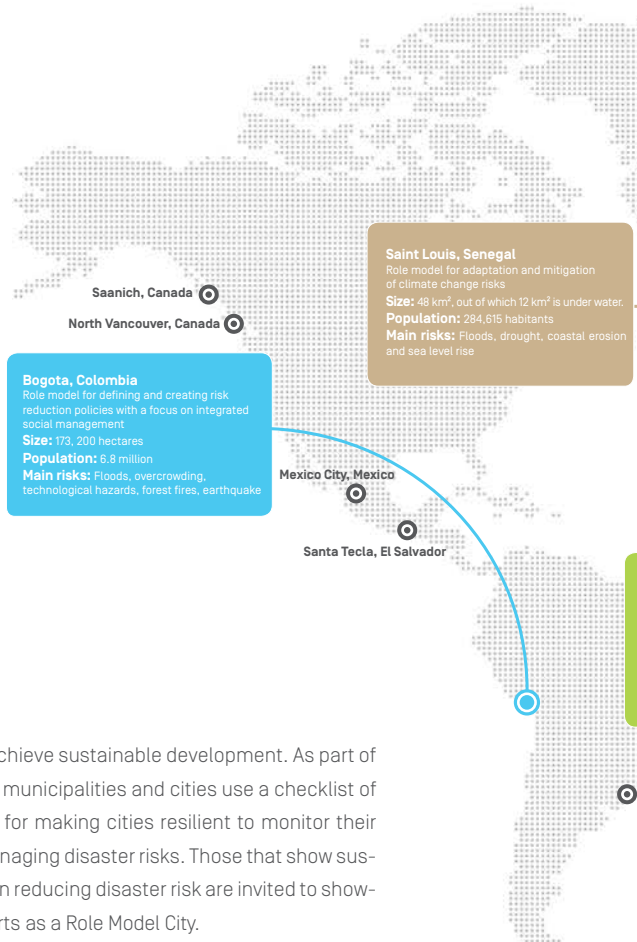 Saint Louis, Senegal
Role model for adaptation and mitigation
of climate change risks
Size: 48 km², out of which 12 km² is under water.
Population: 284,615 habitants
Main risks: Floods, drought, coastal erosion
and sea level rise
Saanich, Canada
North Vancouver, Canada
Bogota, Colombia
Role model for defining and creating risk
reduction policies with a focus on integrated
social management
Size: 173, 200 hectares
Population: 6.8 million
Main risks: Floods, overcrowding,
technological hazards, forest fires, earthquake
Mexico City, Mexico
Santa Tecla, El Salvador
chieve sustainable development. As part of
municipalities and cities use a checklist of
for making cities resilient to monitor their
naging disaster risks. Those that show sus-
n reducing disaster risk are invited to show-
rts as a Role Model City.